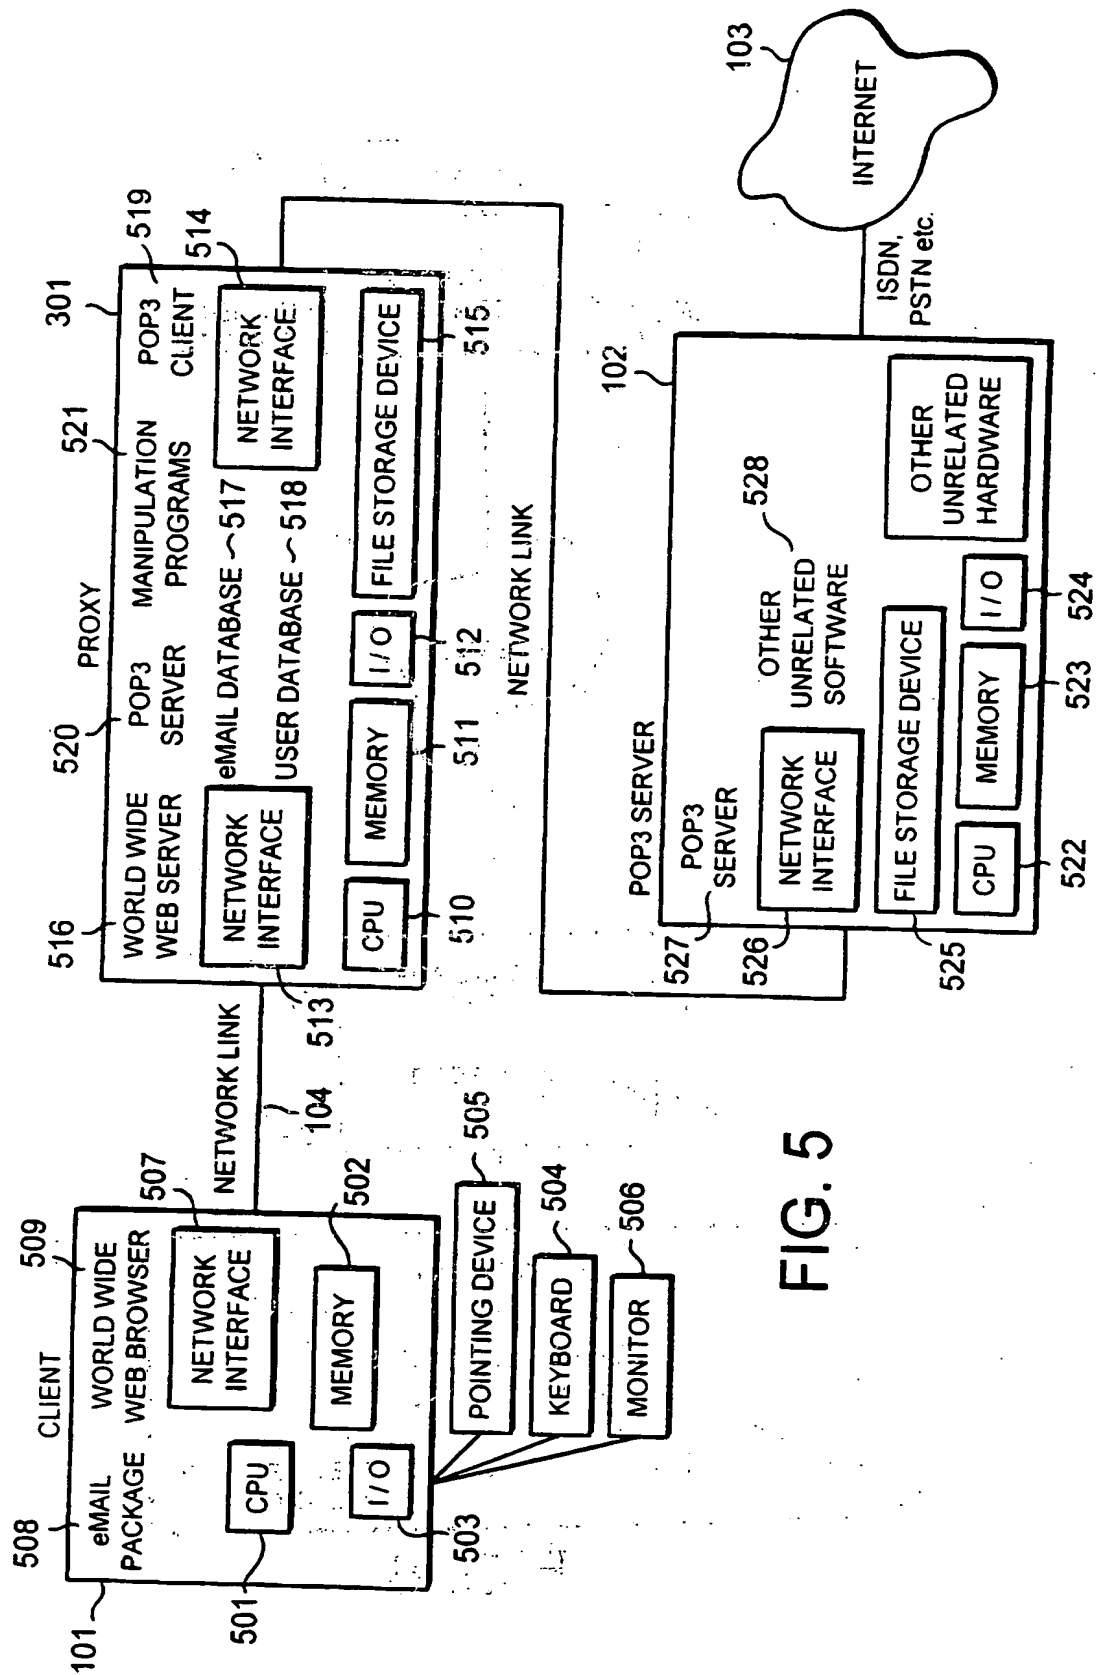 CLIENT
101
508
509
eMAIL
PACKAGE
WORLD WIDE
WEB BROWSER
507
NETWORK
INTERFACE
CPU
501
MEMORY
502
I/O
503
POINTING DEVICE
505
KEYBOARD
504
MONITOR
506
NETWORK LINK
104
PROXY
301
516
520
521
WORLD WIDE
WEB SERVER
POP3
SERVER
MANIPULATION
PROGRAMS
POP3
CLIENT
519
NETWORK
INTERFACE
513
eMAIL DATABASE
517
USER DATABASE
518
NETWORK
INTERFACE
514
CPU
510
MEMORY
511
I/O
512
FILE STORAGE DEVICE
515
NETWORK LINK
POP3 SERVER
102
POP3
SERVER
527
NETWORK
INTERFACE
526
OTHER
UNRELATED
SOFTWARE
528
FILE STORAGE DEVICE
525
CPU
522
MEMORY
523
I/O
524
OTHER
UNRELATED
HARDWARE
ISDN,
PSTN etc.
INTERNET
103
FIG. 5